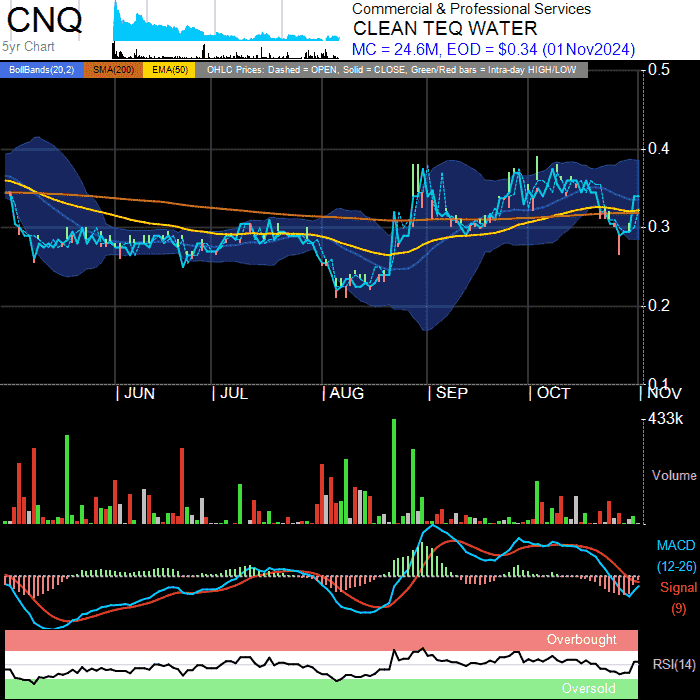 CNQ
5yr Chart
Commercial & Professional Services
CLEAN TEQ WATER
MC = 24.6M, EOD = $0.34 (01Nov2024)
BollBands(20,2) SMA(200) EMA(50) OHLC Prices: Dashed = OPEN, Solid = CLOSE, Green/Red bars = Intra-day HIGH/LOW
0.5
0.4
0.3
0.2
0.1
JUN JUL AUG SEP OCT NOV
433k
Volume
MACD
(12-26)
Signal
(9)
Overbought
RSI(14)
Oversold